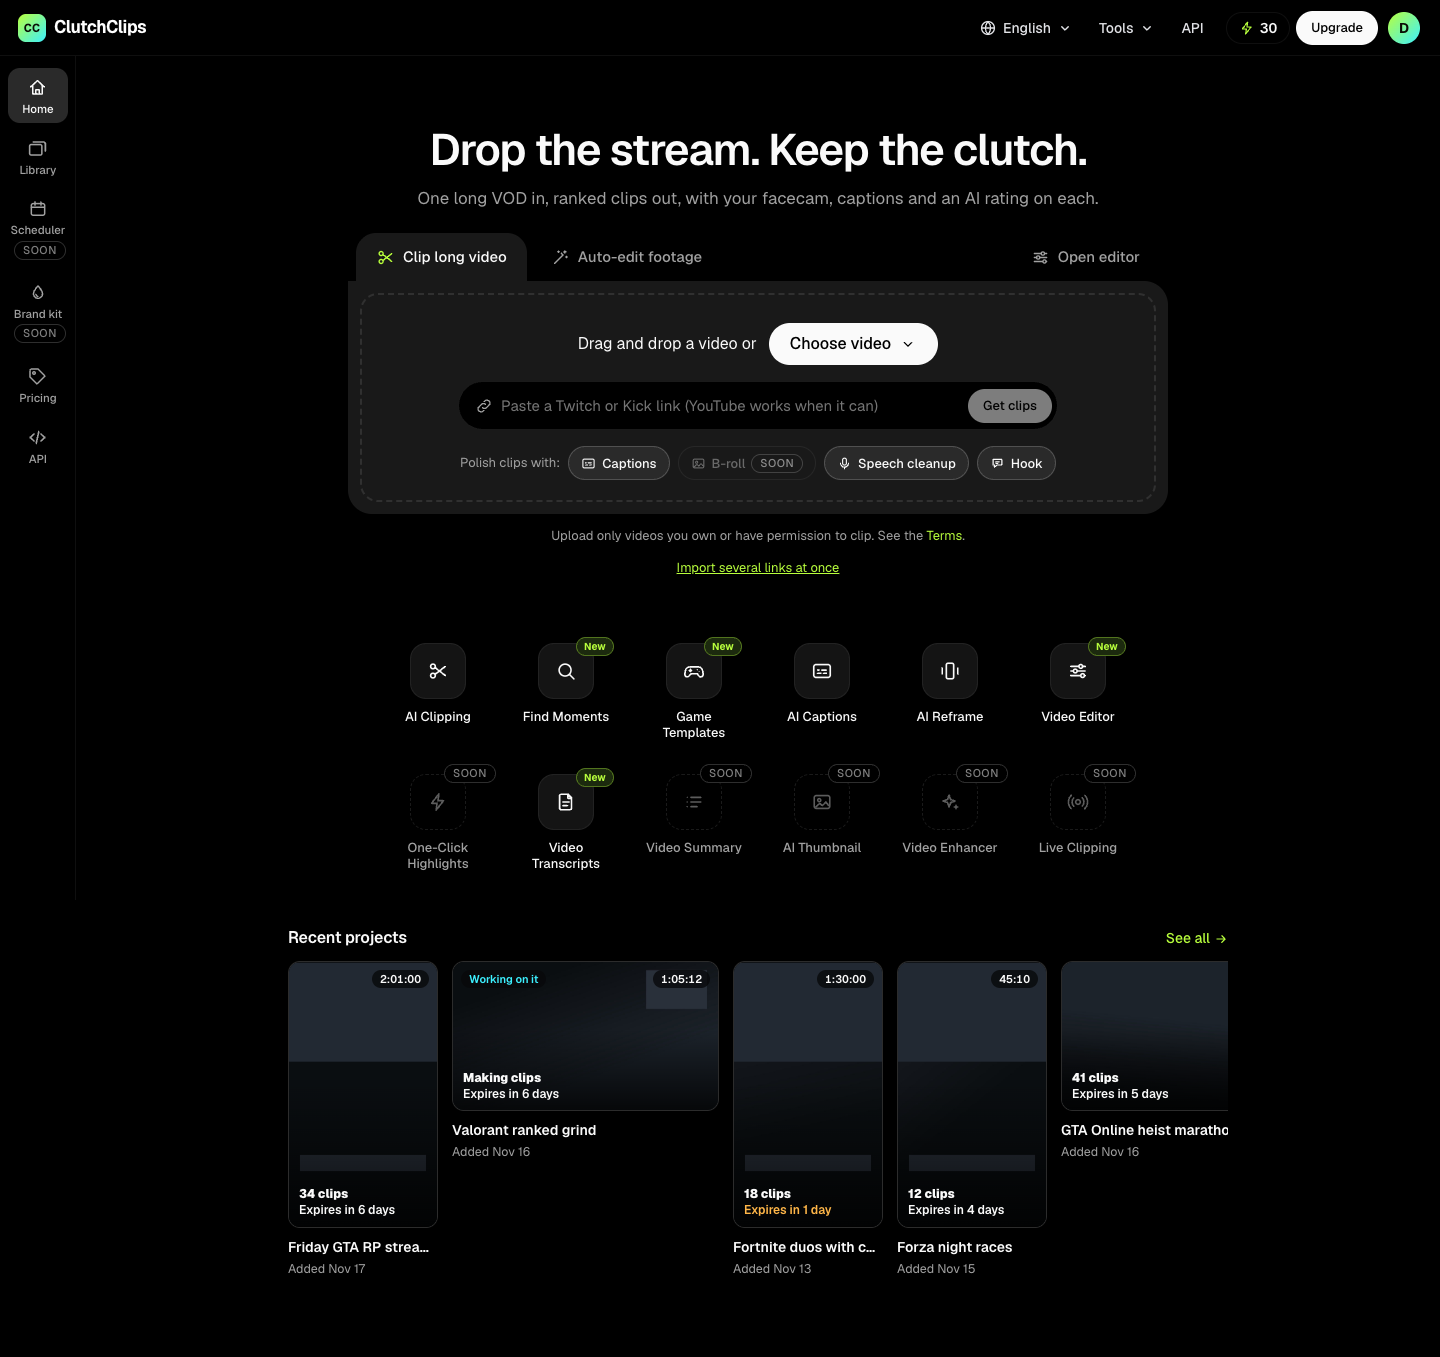 CC ClutchClips
English
Tools
API
30
Upgrade
D
Home
Library
Scheduler
SOON
Brand kit
SOON
Pricing
API
Drop the stream. Keep the clutch.
One long VOD in, ranked clips out, with your facecam, captions and an AI rating on each.
Clip long video
Auto-edit footage
Open editor
Drag and drop a video or
Choose video
Paste a Twitch or Kick link (YouTube works when it can)
Get clips
Polish clips with:
Captions
B-roll SOON
Speech cleanup
Hook
Upload only videos you own or have permission to clip. See the Terms.
Import several links at once
AI Clipping
New
Find Moments
New
Game
Templates
AI Captions
AI Reframe
New
Video Editor
SOON
One-Click
Highlights
New
Video
Transcripts
SOON
Video Summary
SOON
AI Thumbnail
SOON
Video Enhancer
SOON
Live Clipping
Recent projects
See all →
2:01:00
34 clips
Expires in 6 days
Friday GTA RP strea...
Added Nov 17
Working on it
1:05:12
Making clips
Expires in 6 days
Valorant ranked grind
Added Nov 16
1:30:00
18 clips
Expires in 1 day
Fortnite duos with c...
Added Nov 13
45:10
12 clips
Expires in 4 days
Forza night races
Added Nov 15
41 clips
Expires in 5 days
GTA Online heist maratho
Added Nov 16